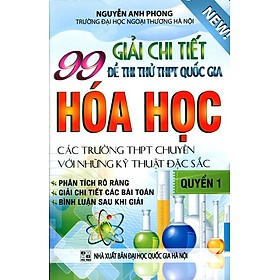 NGUYỄN ANH PHONG
TRƯỜNG ĐẠI HỌC NGOẠI THƯƠNG HÀ NỘI
NEW!
99 GIẢI CHI TIẾT
ĐỀ THI THỬ THPT QUỐC GIA
HÓA HỌC
CÁC TRƯỜNG THPT CHUYÊN
VỚI NHỮNG KỸ THUẬT ĐẶC SẮC
PHÂN TÍCH RÕ RÀNG
GIẢI CHI TIẾT CÁC BÀI TOÁN
BÌNH LUẬN SAU KHI GIẢI
QUYỂN 1
NHÀ XUẤT BẢN ĐẠI HỌC QUỐC GIA HÀ NỘI